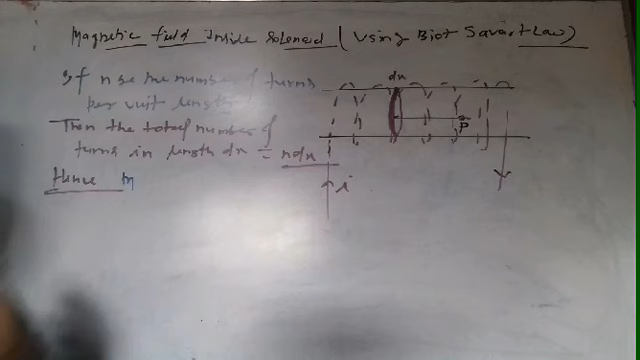 Magnetic field Inside Solenoid (Using Biot Savart Law)
If n be the number of turns
per unit length
Then the total number of
turns in length dx = ndx
Hence m
dx
P
i